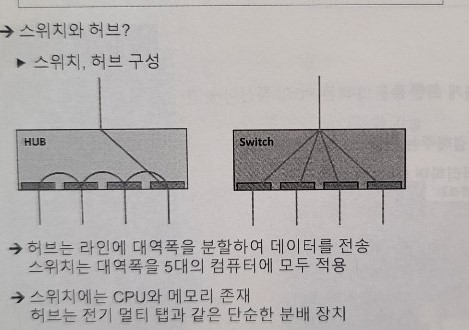 → 스위치와 허브?
▶ 스위치, 허브 구성
HUB
Switch
→ 허브는 라인에 대역폭을 분할하여 데이터를 전송
스위치는 대역폭을 5대의 컴퓨터에 모두 적용
→ 스위치에는 CPU와 메모리 존재
허브는 전기 멀티 탭과 같은 단순한 분배 장치